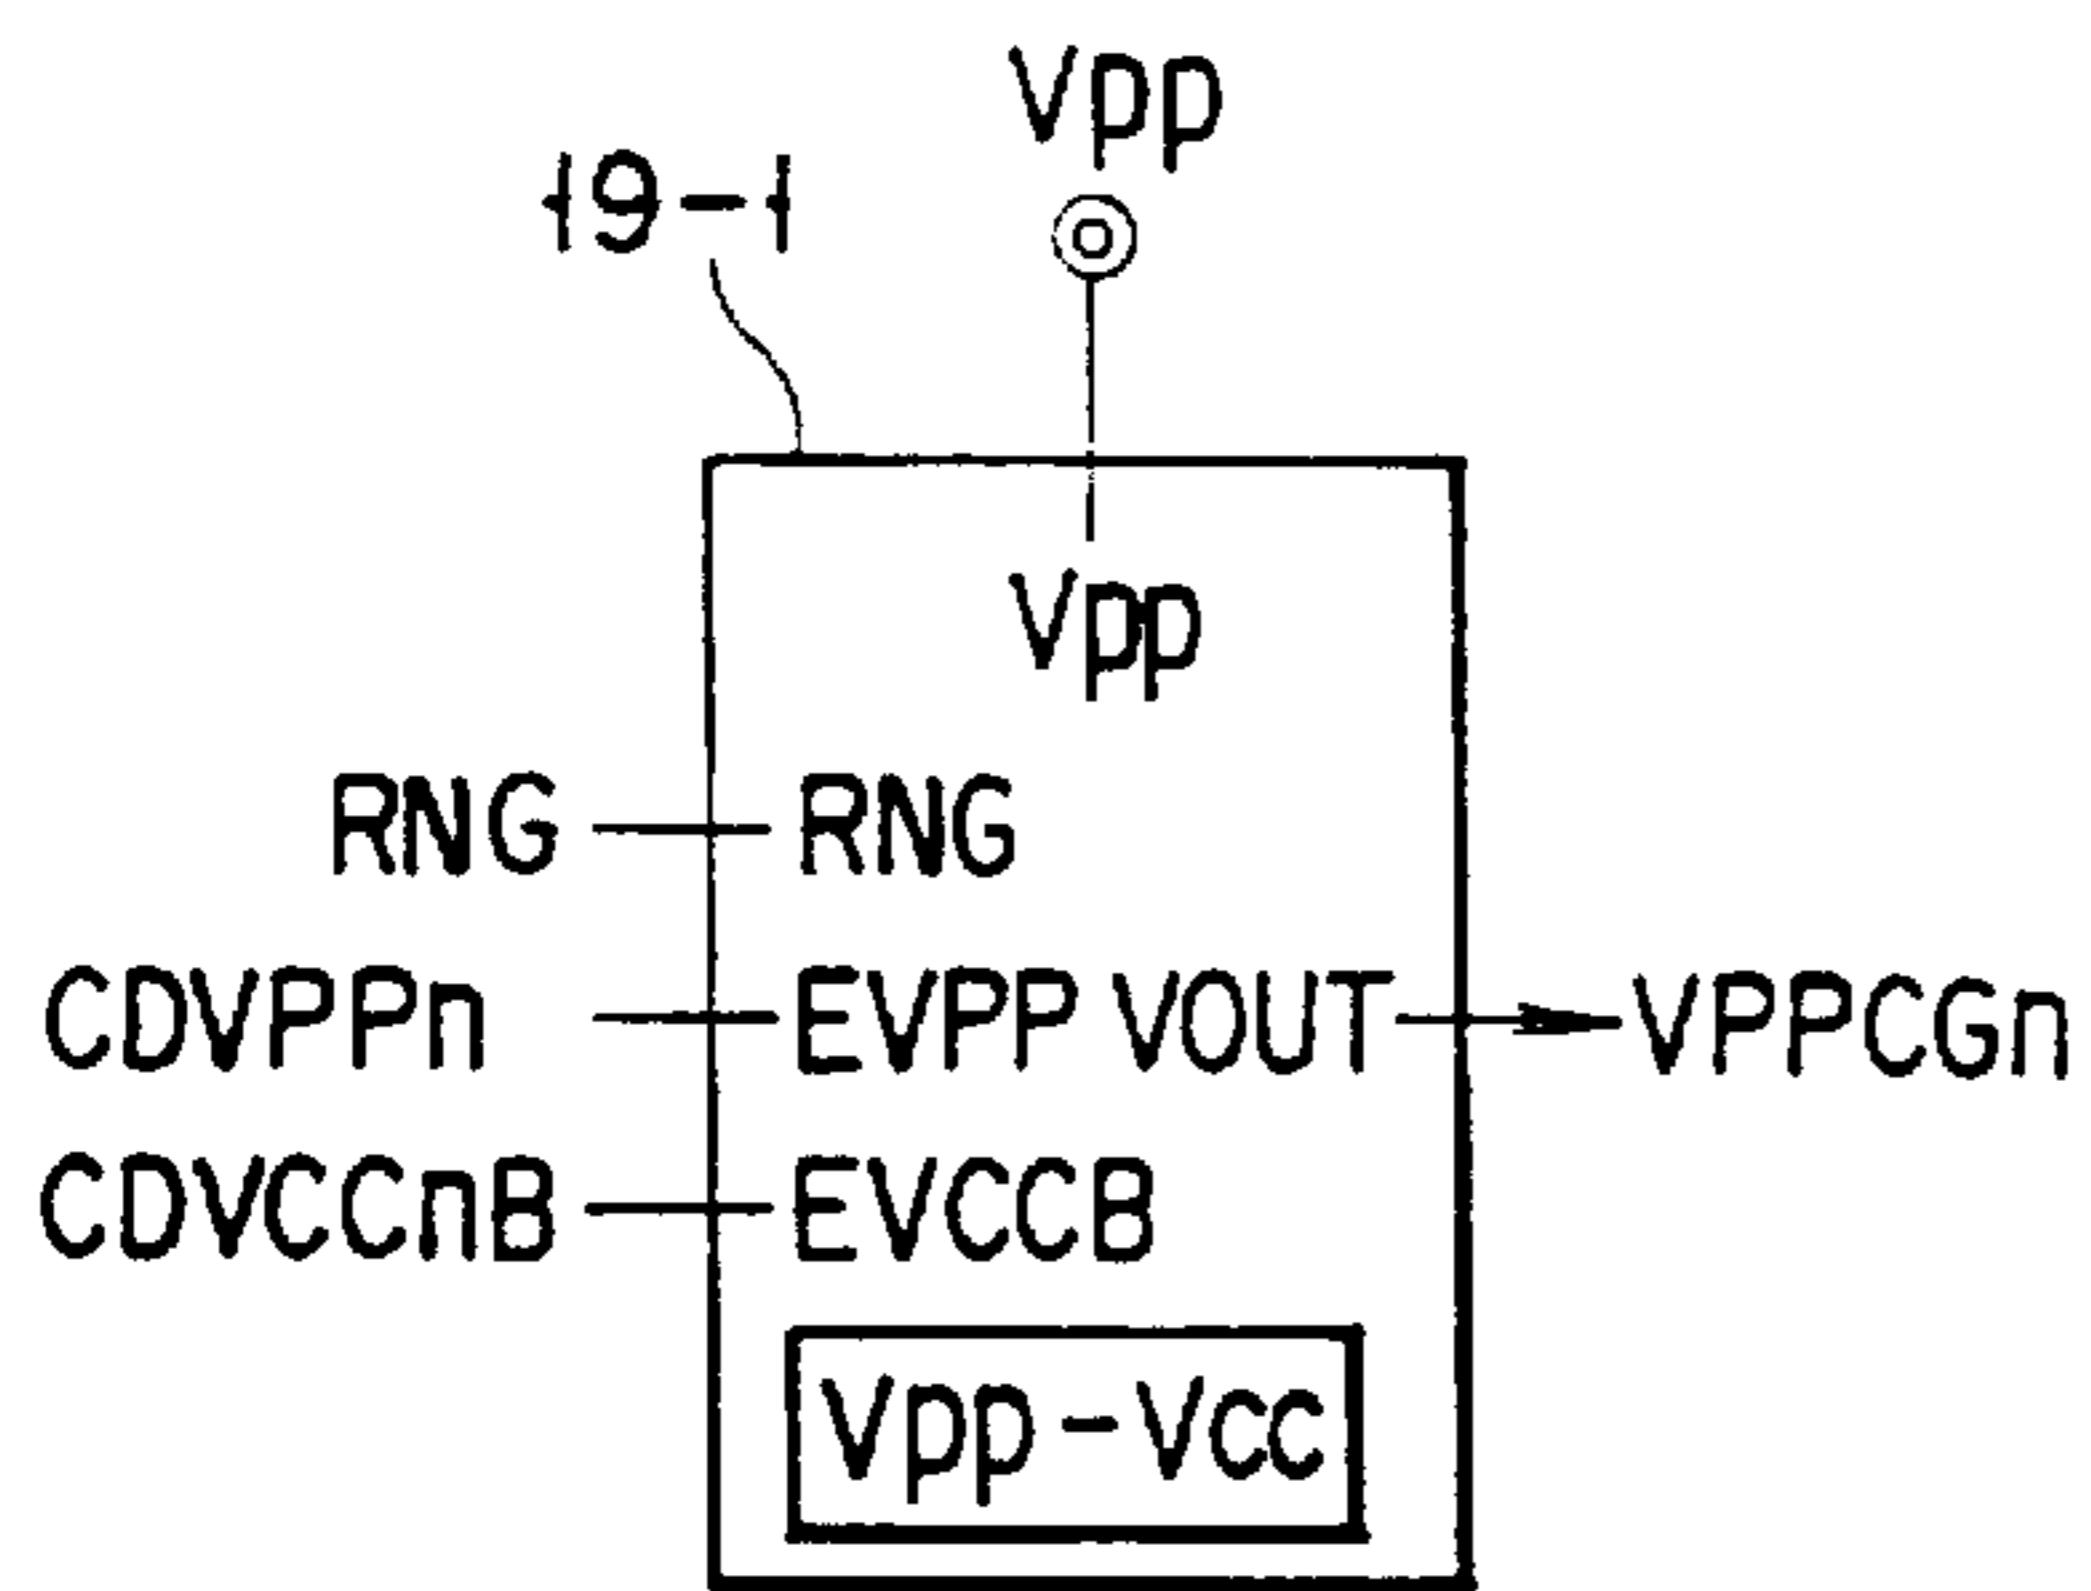 Vpp
19-1
Vpp
RNG RNG
CDVPPn EVPP VOUT VPPCGn
CDVCCnB EVCCB
Vpp-Vcc